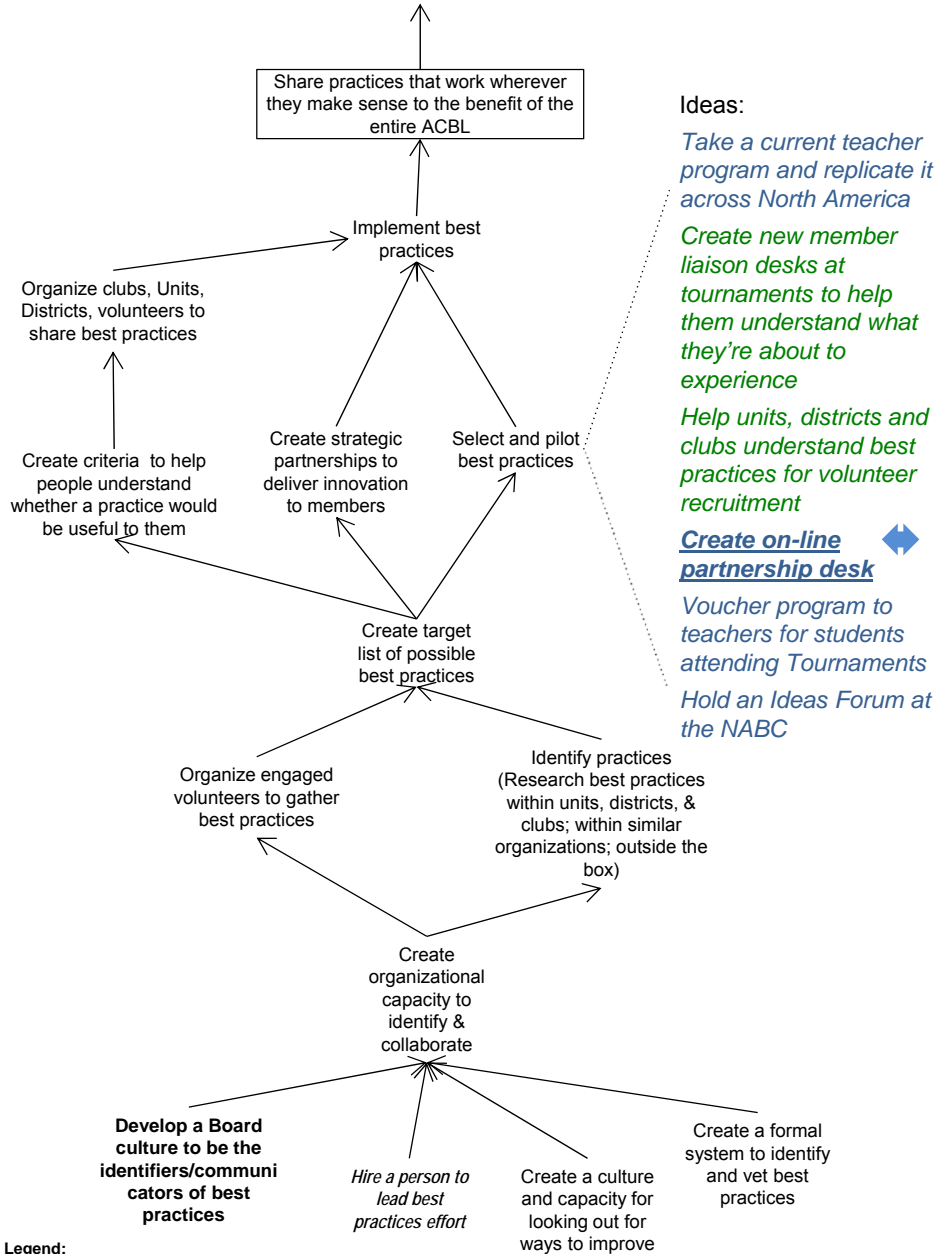 Share practices that work wherever
they make sense to the benefit of the
entire ACBL
Ideas:
Take a current teacher
program and replicate it
across North America
Create new member
liaison desks at
tournaments to help
them understand what
they're about to
experience
Help units, districts and
clubs understand best
practices for volunteer
recruitment
Create on-line
partnership desk
Voucher program to
teachers for students
attending Tournaments
Hold an Ideas Forum at
the NABC
Implement best
practices
Organize clubs, Units,
Districts, volunteers to
share best practices
Create criteria to help
people understand
whether a practice would
be useful to them
Create strategic
partnerships to
deliver innovation
to members
Select and pilot
best practices
Create target
list of possible
best practices
Organize engaged
volunteers to gather
best practices
Identify practices
(Research best practices
within units, districts, &
clubs; within similar
organizations; outside the
box)
Create
organizational
capacity to
identify &
collaborate
Develop a Board
culture to be the
identifiers/communi
cators of best
practices
Hire a person to
lead best
practices effort
Create a culture
and capacity for
looking out for
ways to improve
Create a formal
system to identify
and vet best
practices
Legend: